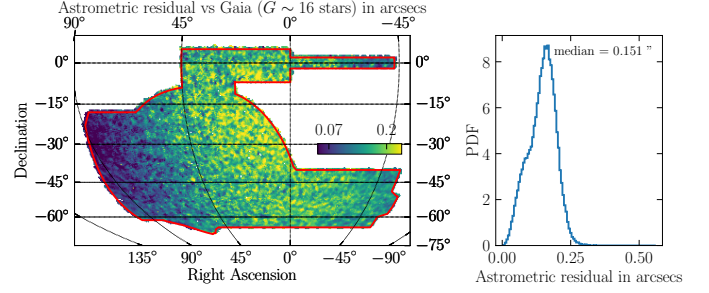 Astrometric residual vs Gaia (G ∼ 16 stars) in arcsecs
90° 45° 0° −45°
0° 0°
−15° −15°
−30° −30°
−45° −45°
−60° −60°
−75°
0.07 0.2
135° 90° 45° 0° −45° −90°
Declination
Right Ascension
median = 0.151 ”
8
6
4
2
0
PDF
0.00 0.25 0.50
Astrometric residual in arcsecs